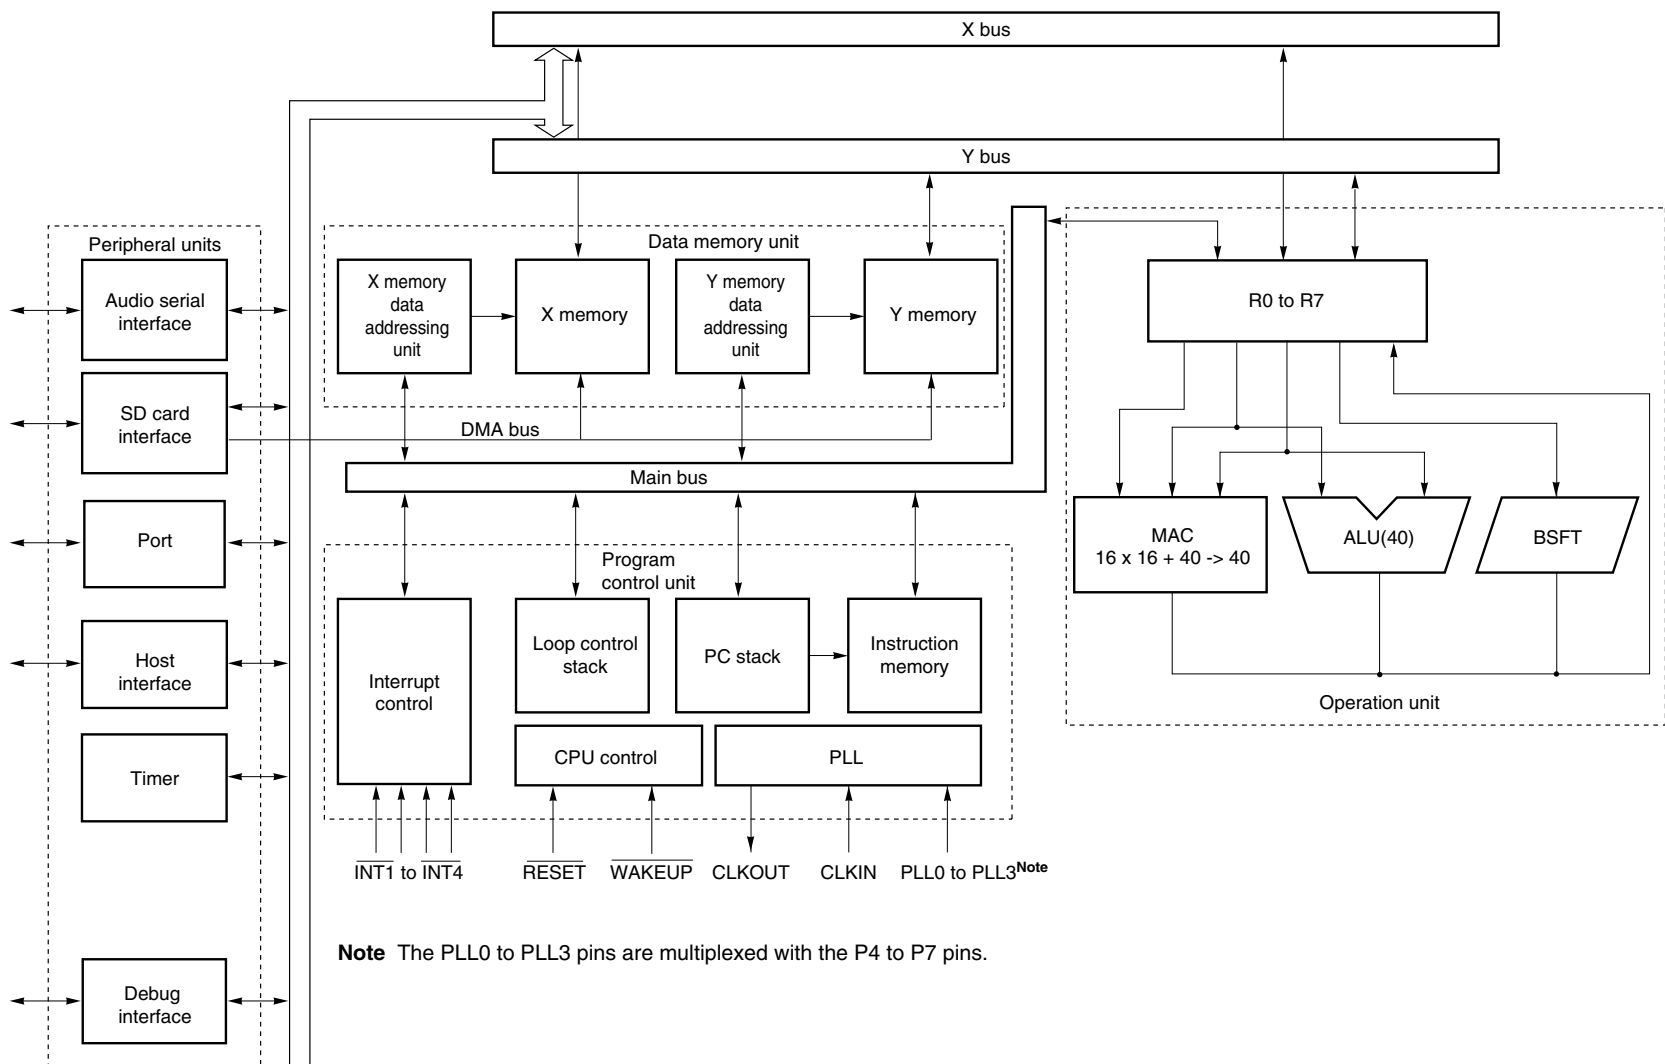 X bus
Y bus
Peripheral units
Audio serial
interface
SD card
interface
Port
Host
interface
Timer
Debug
interface
Data memory unit
X memory
data
addressing
unit
X memory
Y memory
data
addressing
unit
Y memory
DMA bus
Main bus
Program
control unit
Interrupt
control
Loop control
stack
PC stack
Instruction
memory
CPU control
PLL
INT1 to INT4
RESET
WAKEUP
CLKOUT
CLKIN
PLL0 to PLL3Note
R0 to R7
MAC
16 x 16 + 40 -> 40
ALU(40)
BSFT
Operation unit
Note The PLL0 to PLL3 pins are multiplexed with the P4 to P7 pins.